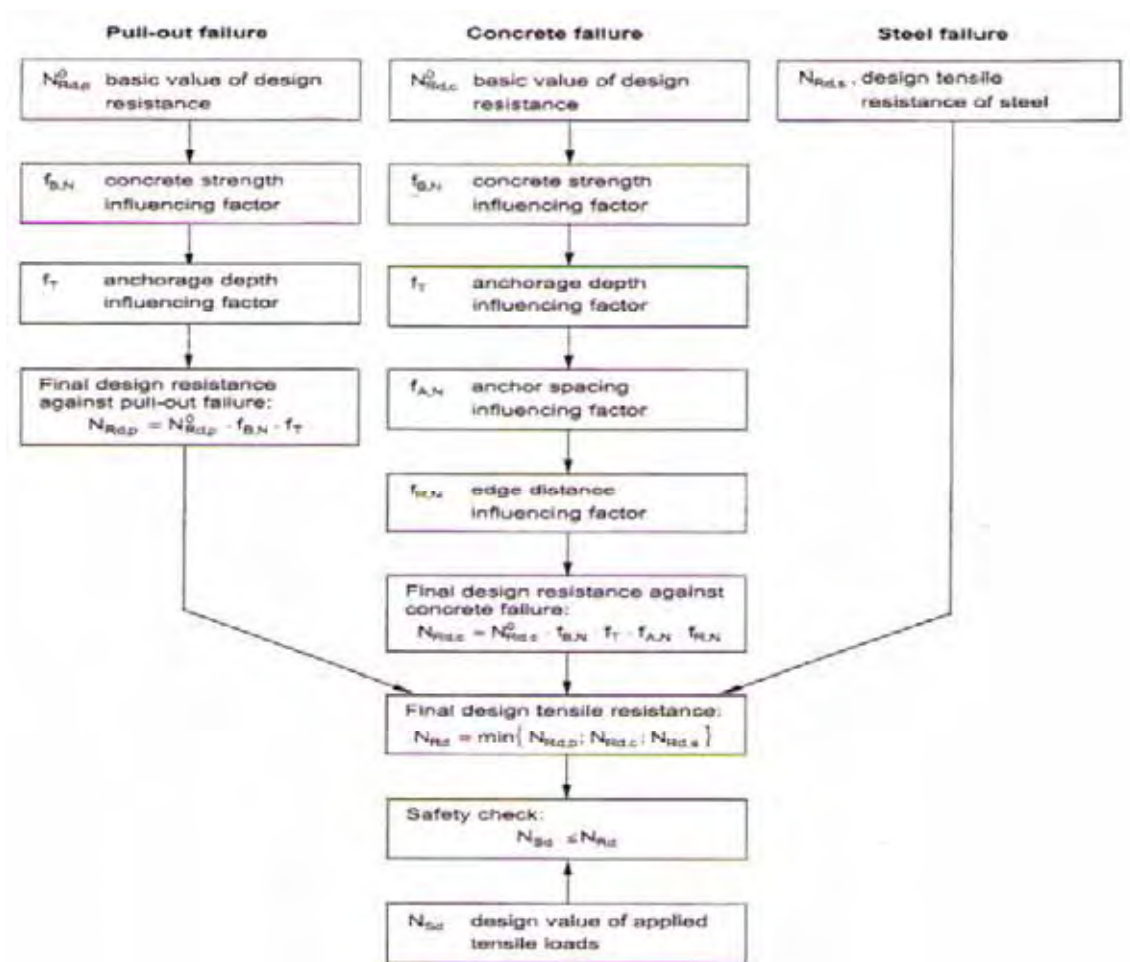 Pull-out failure
N⁰Rd,p basic value of design
resistance
fB,N concrete strength
influencing factor
fT anchorage depth
influencing factor
Final design resistance
against pull-out failure:
NRd,p = N⁰Rd,p · fB,N · fT
Concrete failure
N⁰Rd,c basic value of design
resistance
fB,N concrete strength
influencing factor
fT anchorage depth
influencing factor
fA,N anchor spacing
influencing factor
fR,N edge distance
influencing factor
Final design resistance against
concrete failure:
NRd,c = N⁰Rd,c · fB,N · fT · fA,N · fR,N
Steel failure
NRd,s , design tensile
resistance of steel
Final design tensile resistance:
NRd = min{ NRd,p ; NRd,c ; NRd,s }
Safety check:
NSd ≤ NRd
NSd design value of applied
tensile loads